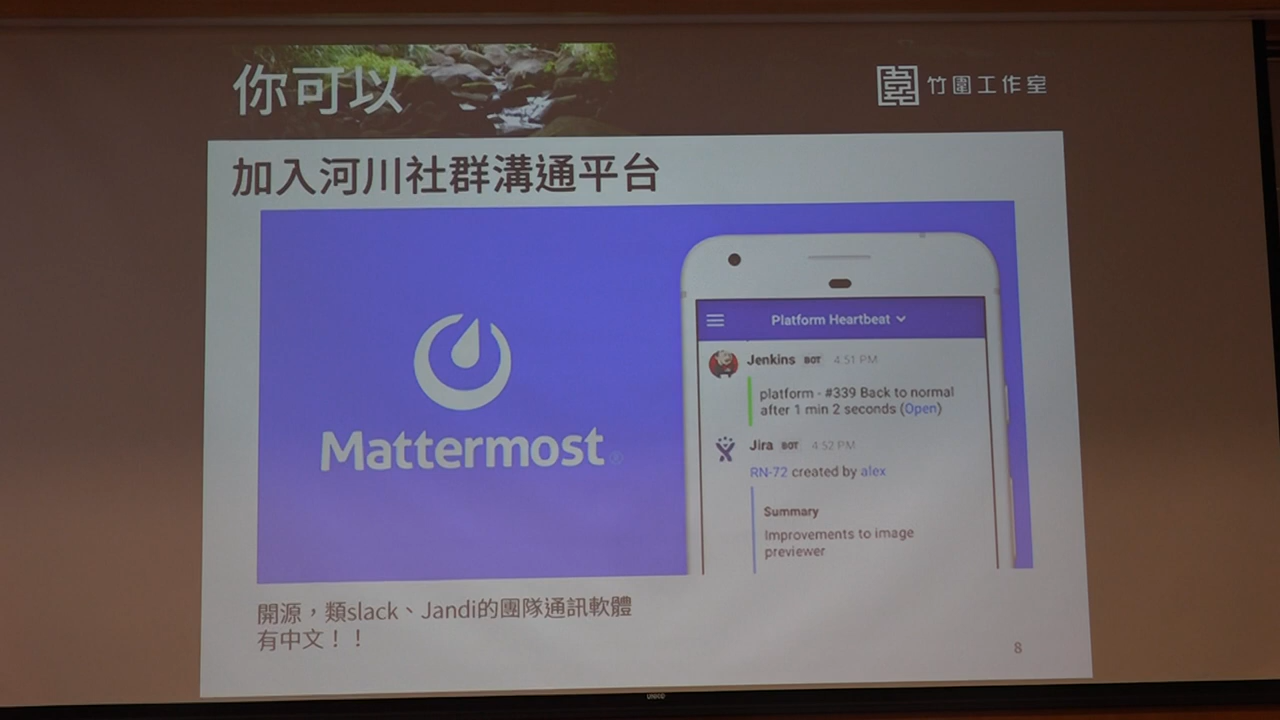 你可以
竹圍工作室
加入河川社群溝通平台
Mattermost
Platform Heartbeat
Jenkins BOT 4:51 PM
platform - #339 Back to normal
after 1 min 2 seconds (Open)
Jira BOT 4:52 PM
RN-72 created by alex
Summary
Improvements to image
previewer
開源，類slack、Jandi的團隊通訊軟體
有中文！！
8